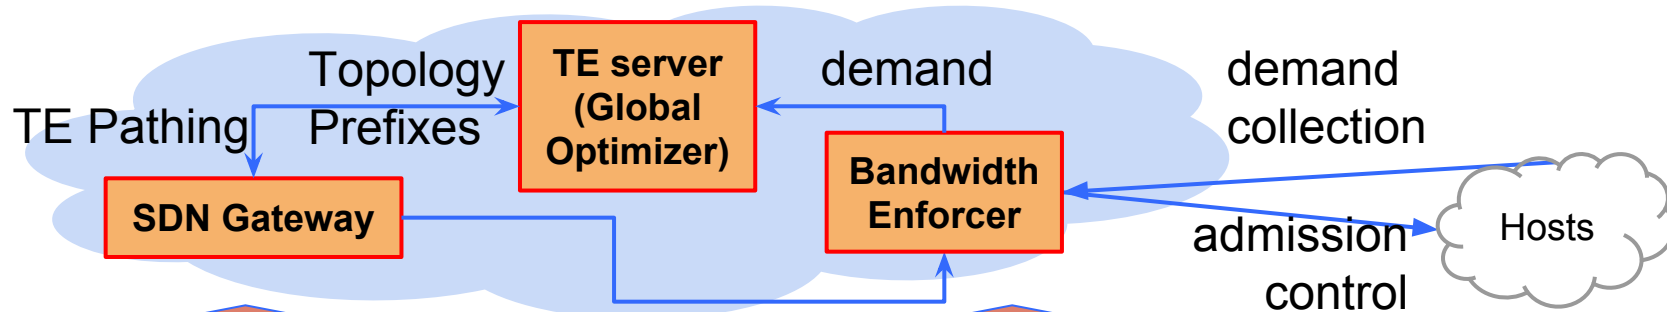 TE Pathing
Topology
Prefixes
TE server
(Global
Optimizer)
demand
demand
collection
SDN Gateway
Bandwidth
Enforcer
admission
control
Hosts